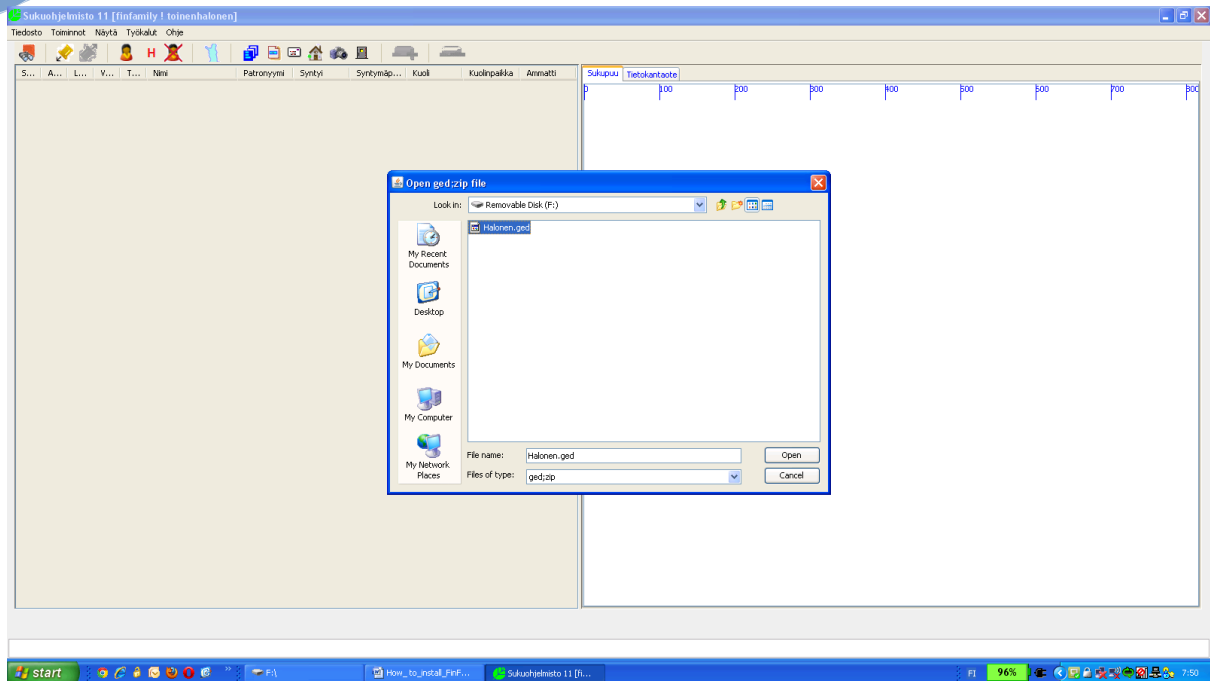 Sukuohjelmisto 11 [finfamily ! toinenhalonen]
Tiedosto Toiminnot Näytä Työkalut Ohje
H
S... A... L... V... T... Nimi Patronyymi Syntyi Syntymäp... Kuoli Kuolinpaikka Ammatti
Sukupuu Tietokantaote
0 100 200 300 400 500 600 700 800
Open ged;zip file
Look in: Removable Disk (F:)
Halonen.ged
My Recent
Documents
Desktop
My Documents
My Computer
My Network
Places
File name: Halonen.ged Open
Files of type: ged;zip Cancel
start F:\ How_to_install_FinF... Sukuohjelmisto 11 [fi... FI 96% 7:50